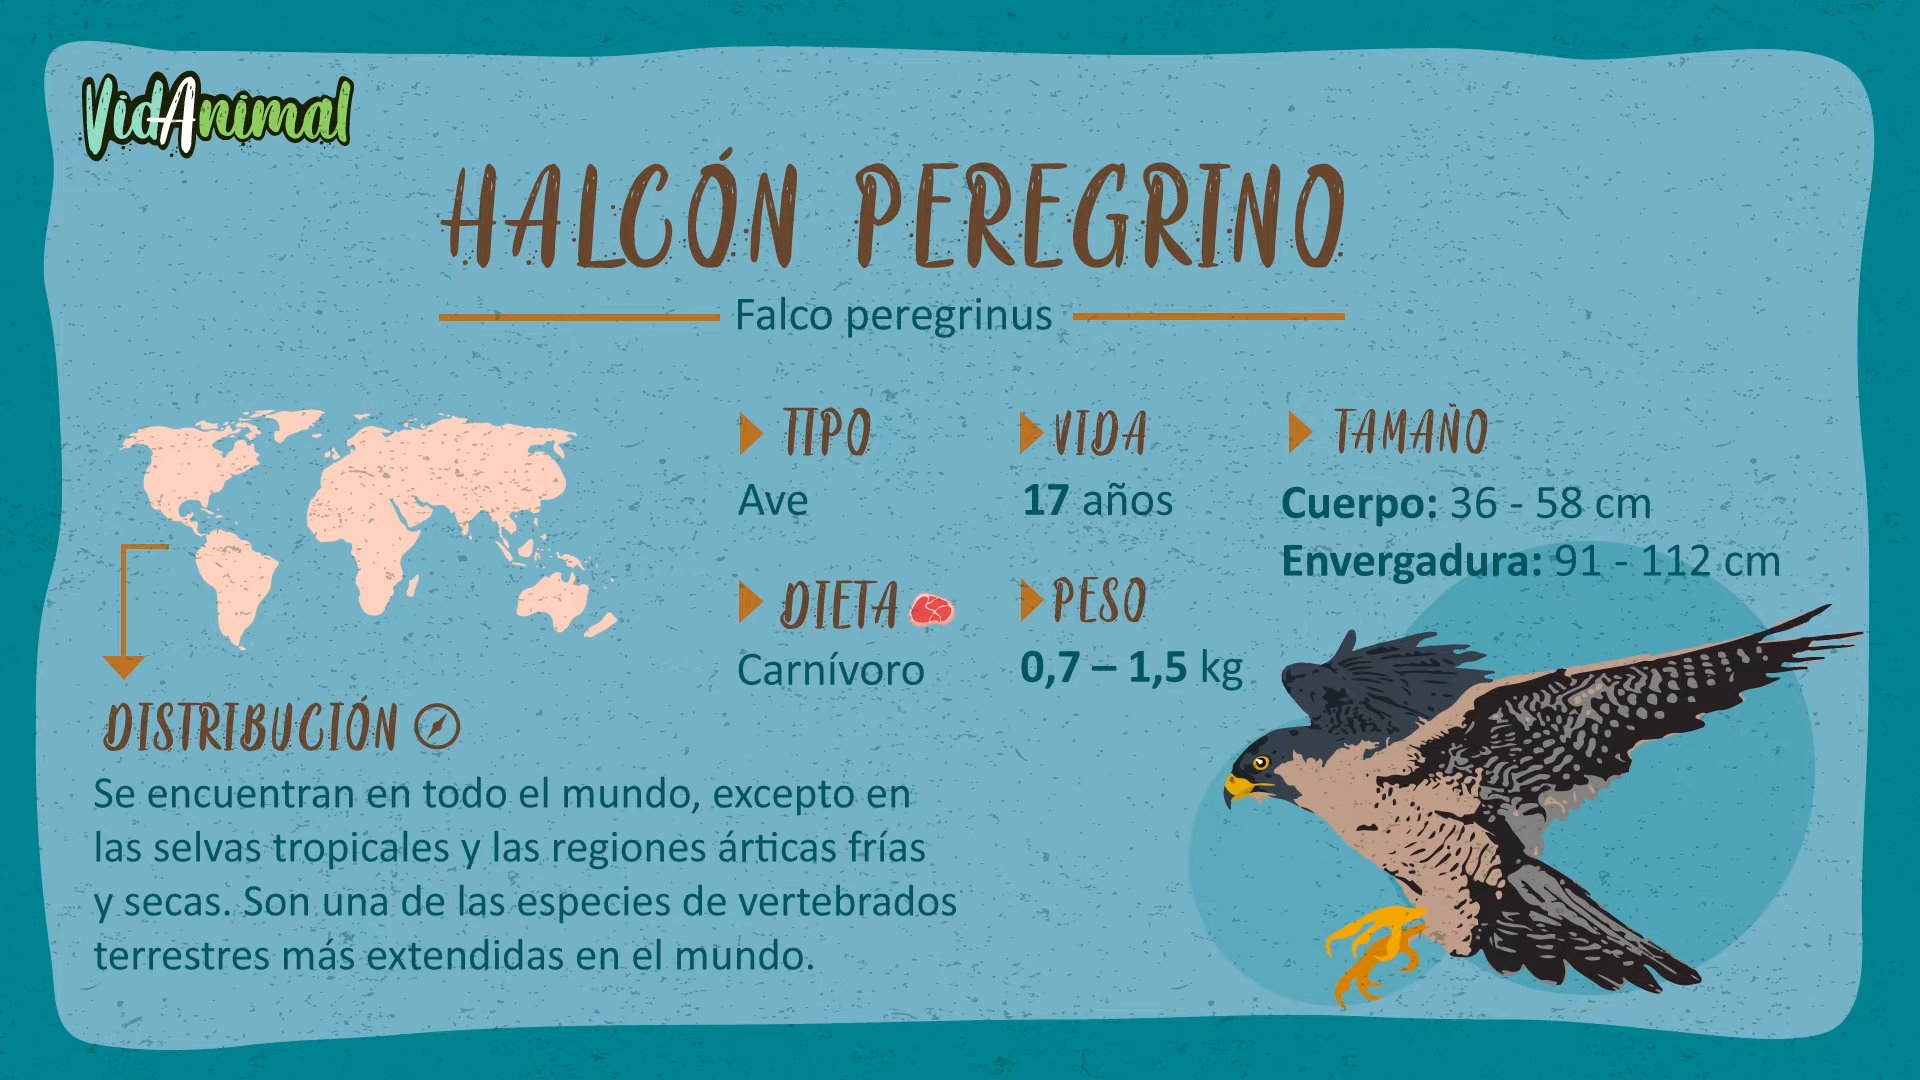 VidAnimal
HALCÓN PEREGRINO
Falco peregrinus
TIPO
Ave
VIDA
17 años
TAMAÑO
Cuerpo: 36 - 58 cm
Envergadura: 91 - 112 cm
DIETA
Carnívoro
PESO
0,7 – 1,5 kg
DISTRIBUCIÓN
Se encuentran en todo el mundo, excepto en
las selvas tropicales y las regiones árticas frías
y secas. Son una de las especies de vertebrados
terrestres más extendidas en el mundo.